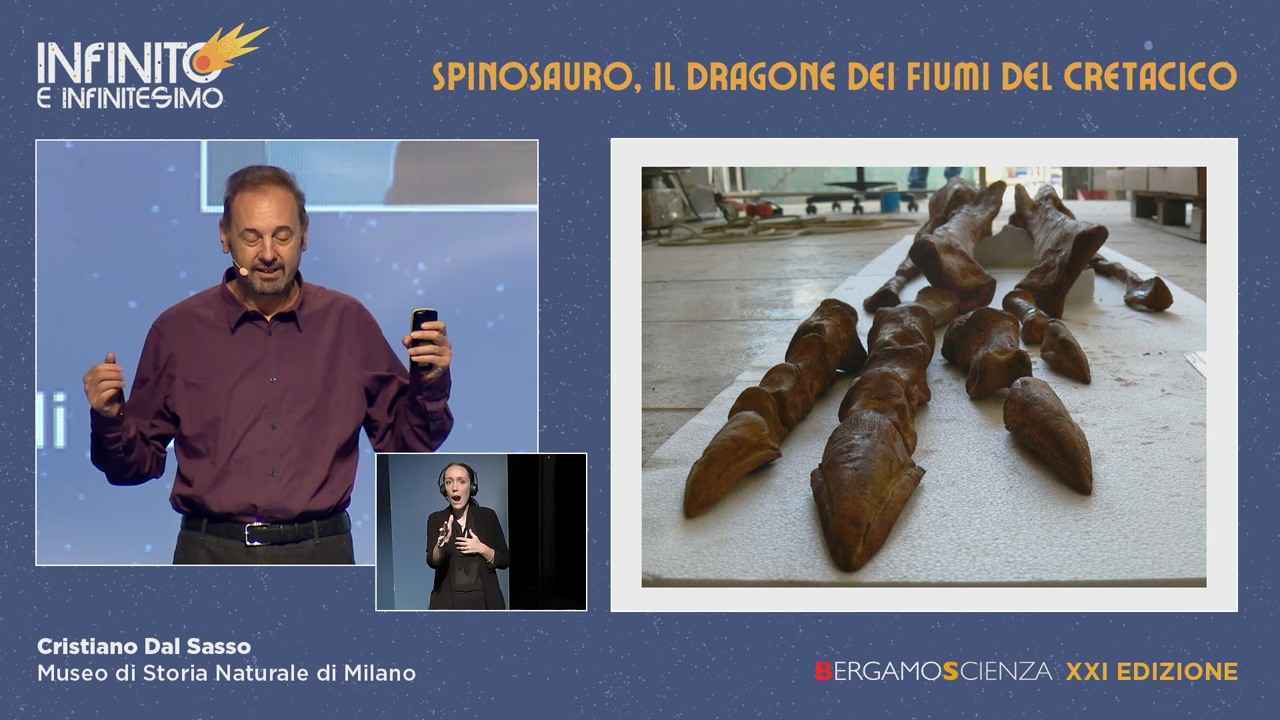 INFINITO
E INFINITESIMO
SPINOSAURO, IL DRAGONE DEI FIUMI DEL CRETACICO
li
Cristiano Dal Sasso
Museo di Storia Naturale di Milano
BERGAMOSCIENZA XXI EDIZIONE